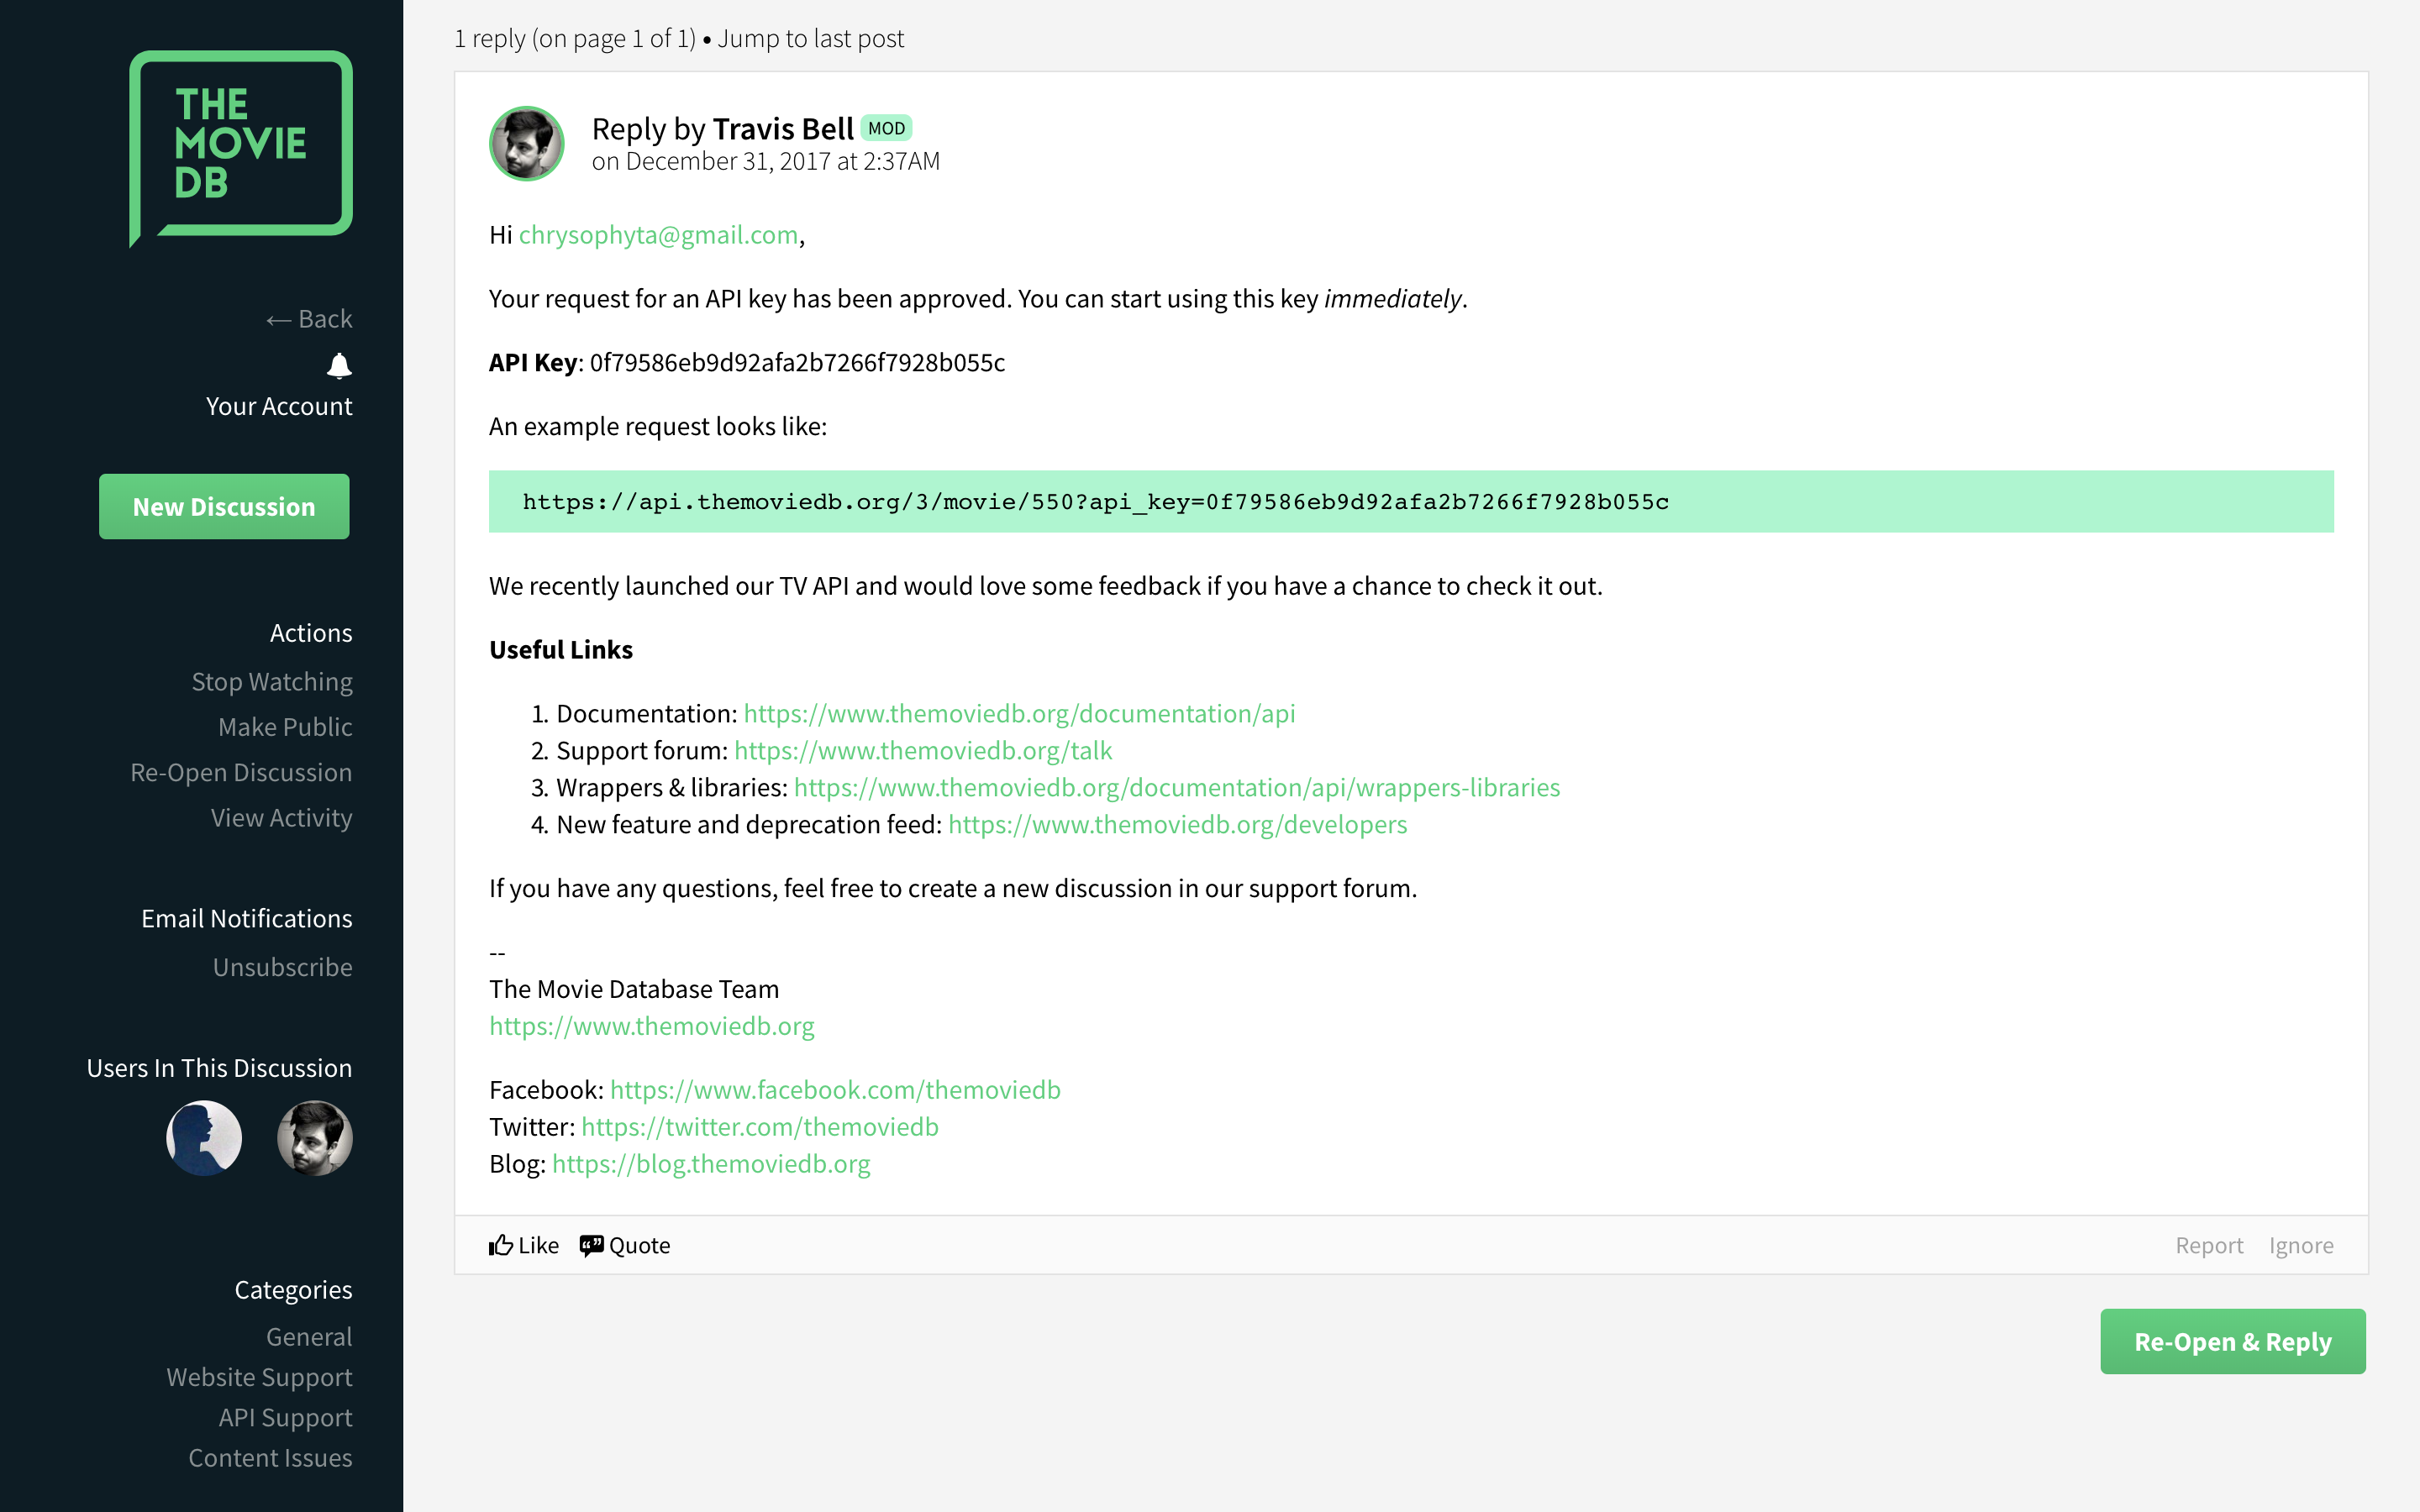 THE
MOVIE
DB
← Back
Your Account
New Discussion
Actions
Stop Watching
Make Public
Re-Open Discussion
View Activity
Email Notifications
Unsubscribe
Users In This Discussion
Categories
General
Website Support
API Support
Content Issues
1 reply (on page 1 of 1) • Jump to last post
Reply by Travis Bell MOD
on December 31, 2017 at 2:37AM
Hi chrysophyta@gmail.com,
Your request for an API key has been approved. You can start using this key immediately.
API Key: 0f79586eb9d92afa2b7266f7928b055c
An example request looks like:
https://api.themoviedb.org/3/movie/550?api_key=0f79586eb9d92afa2b7266f7928b055c
We recently launched our TV API and would love some feedback if you have a chance to check it out.
Useful Links
1. Documentation: https://www.themoviedb.org/documentation/api
2. Support forum: https://www.themoviedb.org/talk
3. Wrappers & libraries: https://www.themoviedb.org/documentation/api/wrappers-libraries
4. New feature and deprecation feed: https://www.themoviedb.org/developers
If you have any questions, feel free to create a new discussion in our support forum.
--
The Movie Database Team
https://www.themoviedb.org
Facebook: https://www.facebook.com/themoviedb
Twitter: https://twitter.com/themoviedb
Blog: https://blog.themoviedb.org
Like Quote Report Ignore
Re-Open & Reply